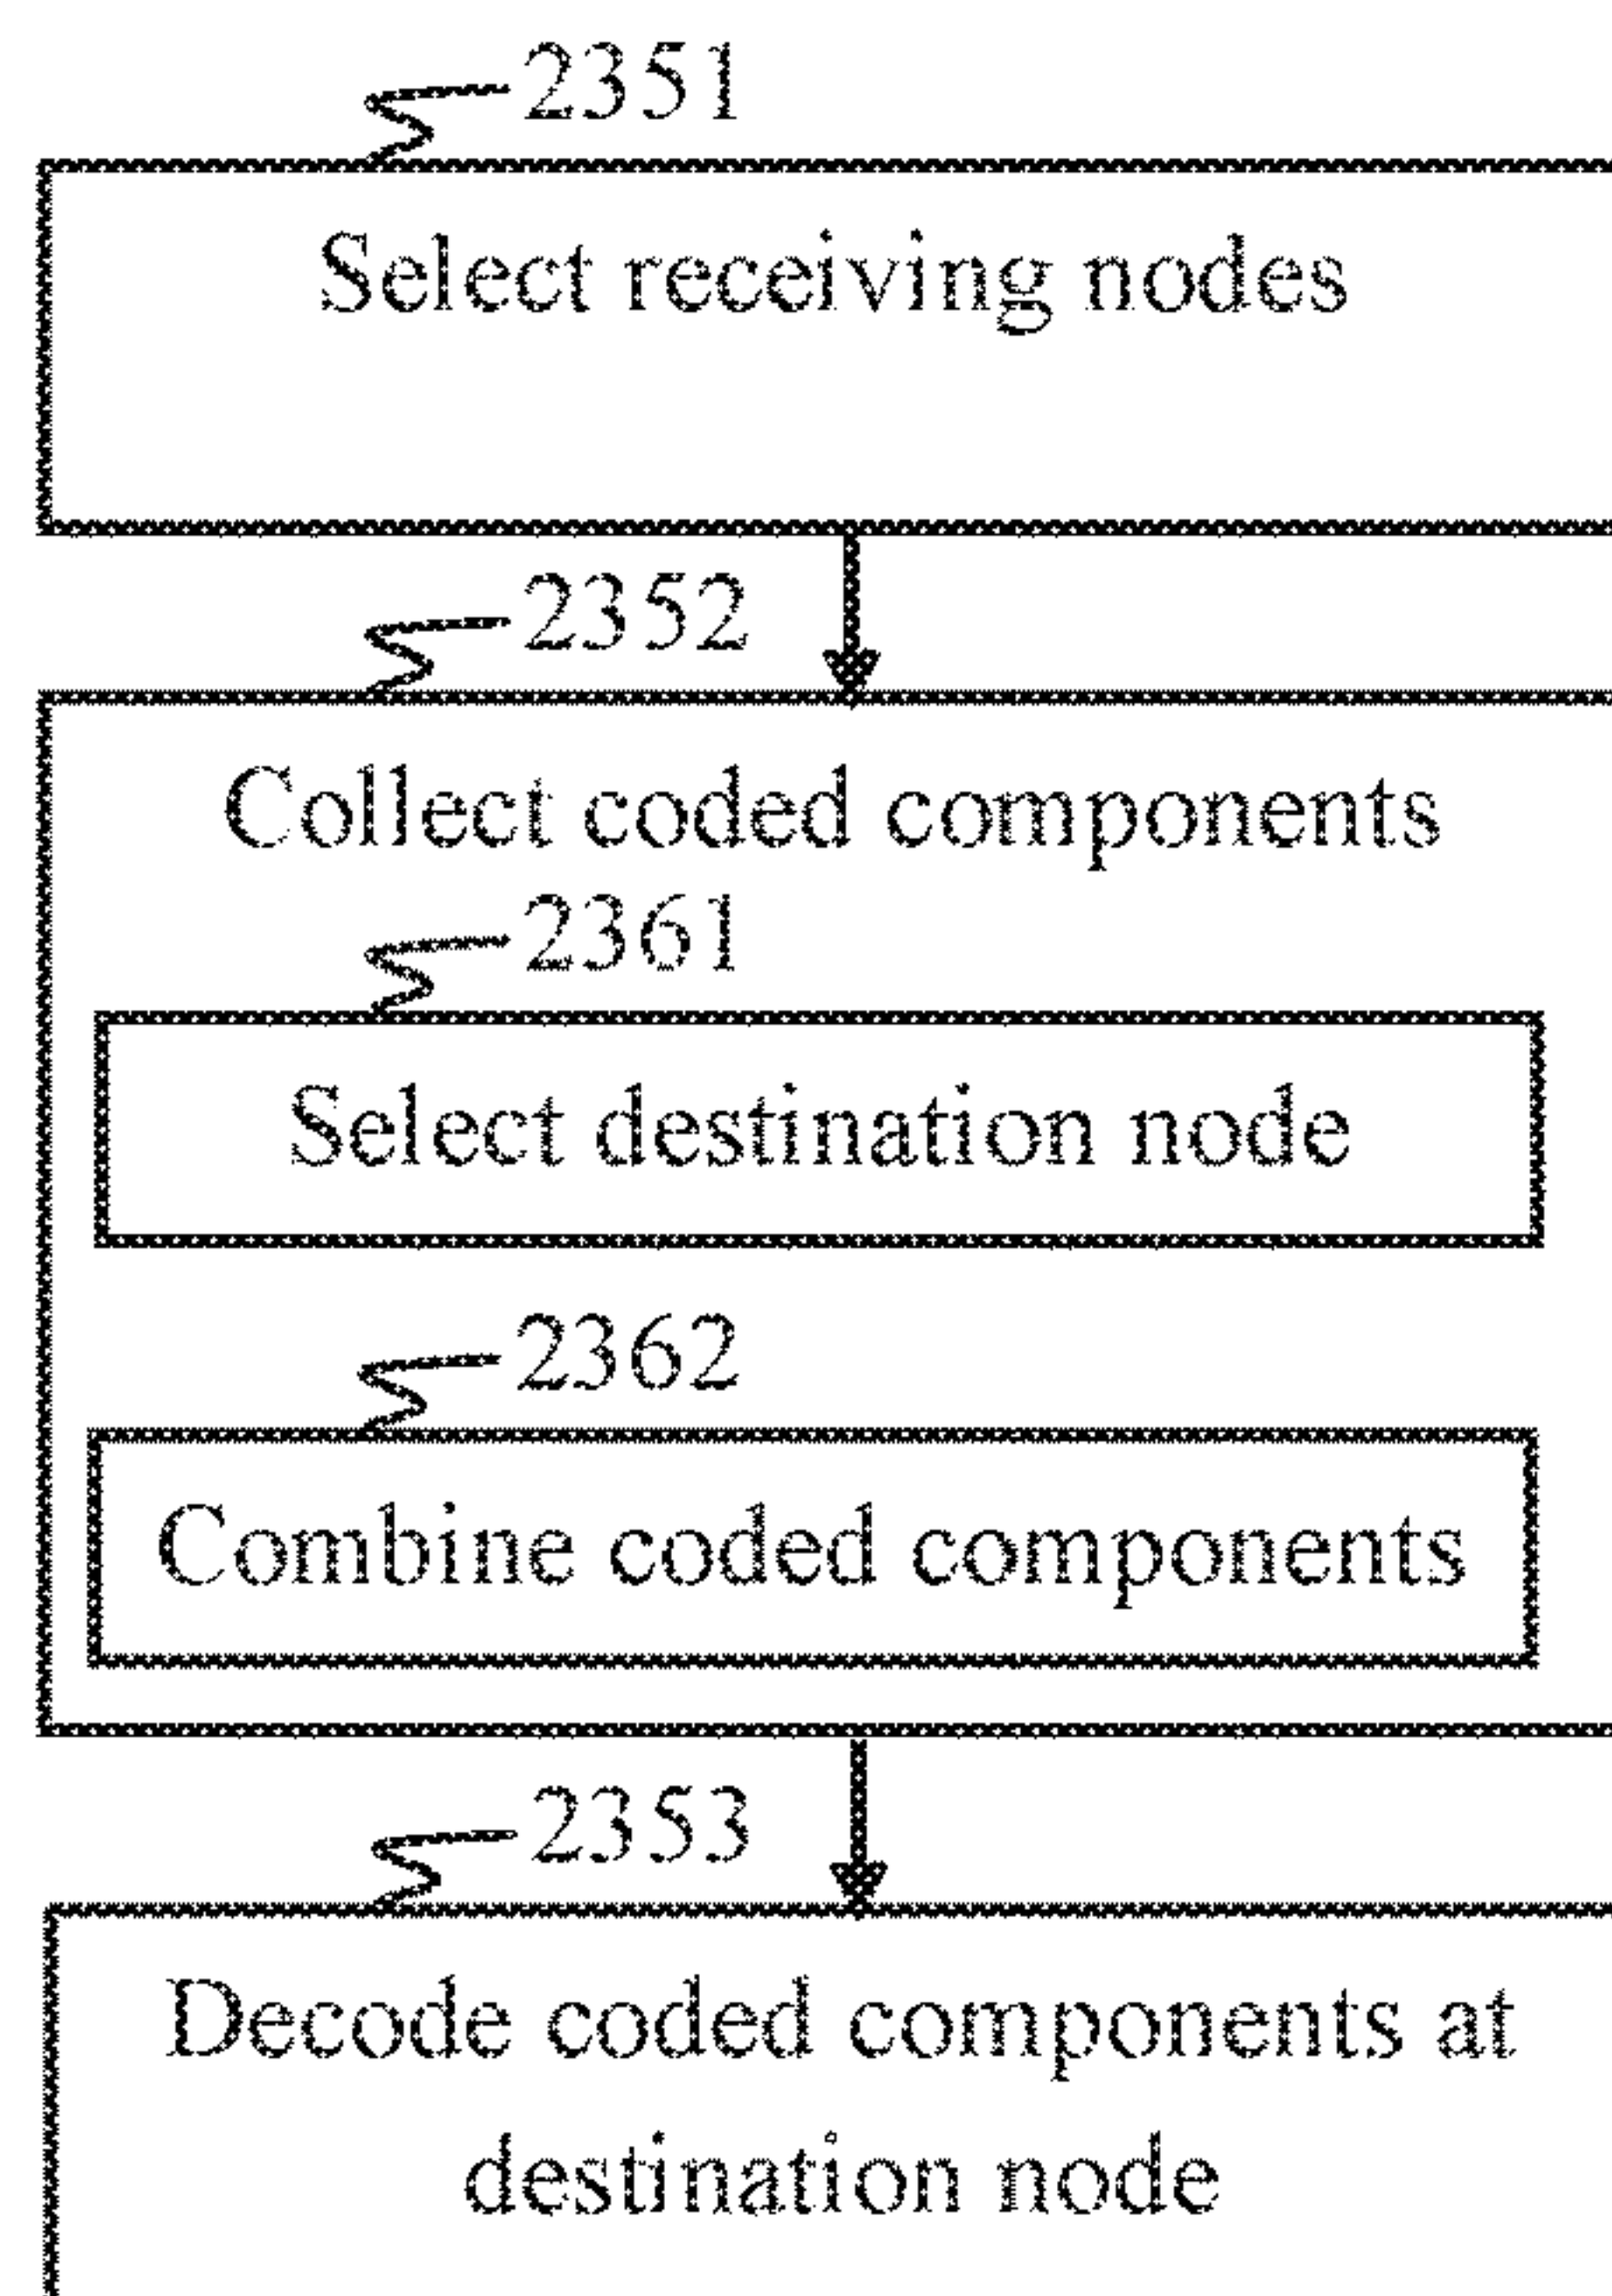 2351
Select receiving nodes
2352
Collect coded components
2361
Select destination node
2362
Combine coded components
2353
Decode coded components at
destination node